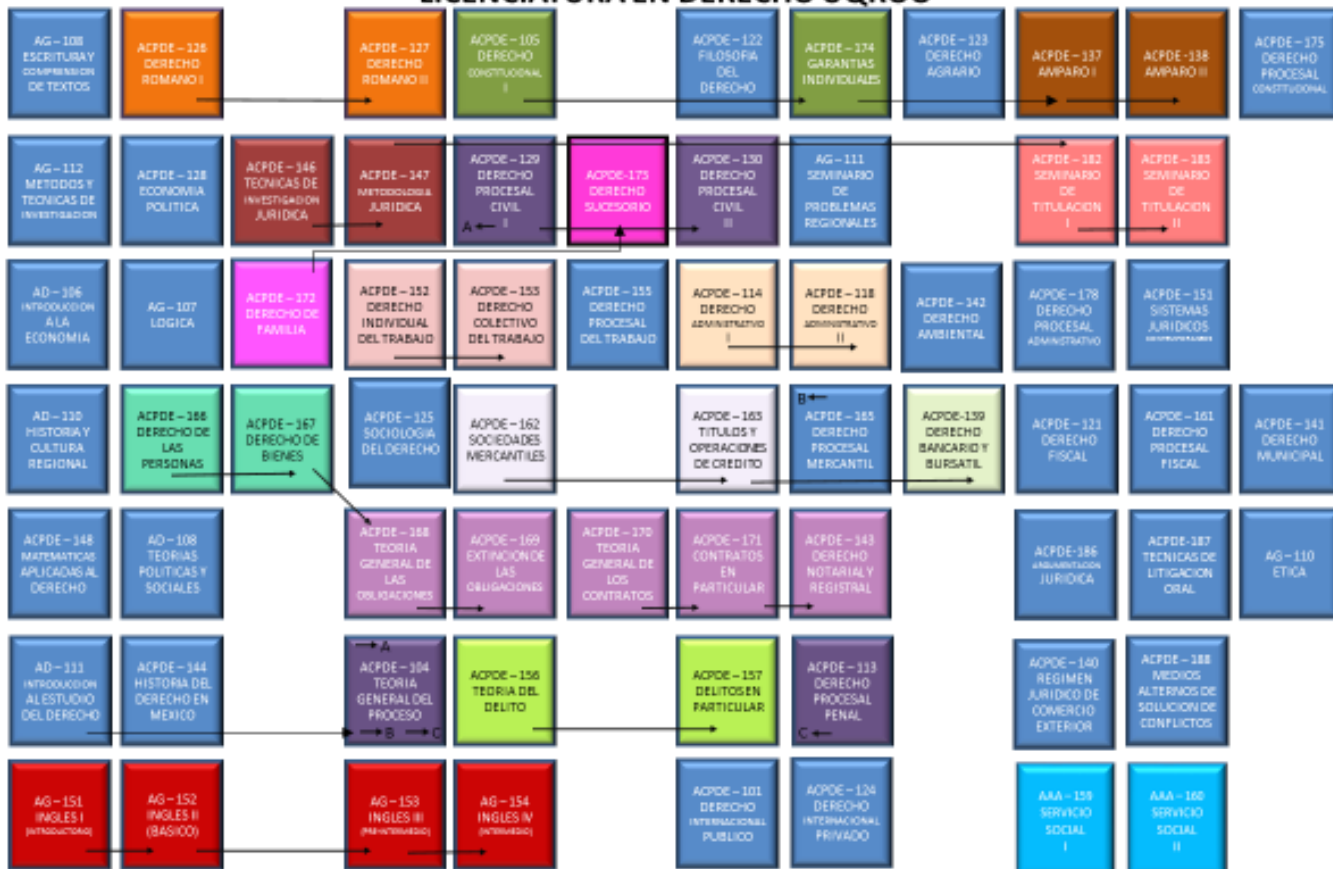 LICENCIATURA EN DERECHO UQROO
AG – 108
ESCRITURA Y
COMPRENSION
DE TEXTOS
ACPDE – 126
DERECHO
ROMANO I
ACPDE – 127
DERECHO
ROMANO II
ACPDE – 105
DERECHO
CONSTITUCIONAL
I
ACPDE – 122
FILOSOFIA
DEL
DERECHO
ACPDE – 174
GARANTIAS
INDIVIDUALES
ACPDE – 123
DERECHO
AGRARIO
ACPDE – 137
AMPARO I
ACPDE -138
AMPARO II
ACPDE – 175
DERECHO
PROCESAL
CONSTITUCIONAL
AG – 112
METODOS Y
TECNICAS DE
INVESTIGACION
ACPDE – 128
ECONOMIA
POLITICA
ACPDE – 146
TECNICAS DE
INVESTIGACION
JURIDICA
ACPDE – 147
METODOLOGIA
JURIDICA
ACPDE – 129
DERECHO
PROCESAL
CIVIL
I
A
ACPDE-173
DERECHO
SUCESORIO
ACPDE – 130
DERECHO
PROCESAL
CIVIL
II
AG – 111
SEMINARIO
DE
PROBLEMAS
REGIONALES
ACPDE – 182
SEMINARIO
DE
TITULACION
I
ACPDE – 183
SEMINARIO
DE
TITULACION
II
AD – 106
INTRODUCCION
A LA
ECONOMIA
AG – 107
LOGICA
ACPDE – 172
DERECHO DE
FAMILIA
ACPDE – 152
DERECHO
INDIVIDUAL
DEL TRABAJO
ACPDE – 153
DERECHO
COLECTIVO
DEL TRABAJO
ACPDE – 155
DERECHO
PROCESAL
DEL TRABAJO
ACPDE – 114
DERECHO
ADMINISTRATIVO
I
ACPDE – 118
DERECHO
ADMINISTRATIVO
II
ACPDE – 142
DERECHO
AMBIENTAL
ACPDE – 178
DERECHO
PROCESAL
ADMINISTRATIVO
ACPDE – 151
SISTEMAS
JURIDICOS
CONTEMPORANEOS
AD – 110
HISTORIA Y
CULTURA
REGIONAL
ACPDE – 166
DERECHO DE
LAS
PERSONAS
ACPDE – 167
DERECHO DE
BIENES
ACPDE – 125
SOCIOLOGIA
DEL DERECHO
ACPDE – 162
SOCIEDADES
MERCANTILES
ACPDE – 163
TITULOS Y
OPERACIONES
DE CREDITO
B
ACPDE – 165
DERECHO
PROCESAL
MERCANTIL
ACPDE-139
DERECHO
BANCARIO Y
BURSATIL
ACPDE – 121
DERECHO
FISCAL
ACPDE – 161
DERECHO
PROCESAL
FISCAL
ACPDE – 141
DERECHO
MUNICIPAL
ACPDE – 148
MATEMATICAS
APLICADAS AL
DERECHO
AD – 108
TEORIAS
POLITICAS Y
SOCIALES
ACPDE – 168
TEORIA
GENERAL DE
LAS
OBLIGACIONES
ACPDE – 169
EXTINCION DE
LAS
OBLIGACIONES
ACPDE – 170
TEORIA
GENERAL DE
LOS
CONTRATOS
ACPDE – 171
CONTRATOS
EN
PARTICULAR
ACPDE – 143
DERECHO
NOTARIAL Y
REGISTRAL
ACPDE-186
ARGUMENTACION
JURIDICA
ACPDE-187
TECNICAS DE
LITIGACION
ORAL
AG – 110
ETICA
AD – 111
INTRODUCCION
AL ESTUDIO
DEL DERECHO
ACPDE – 144
HISTORIA DEL
DERECHO EN
MEXICO
A
ACPDE – 104
TEORIA
GENERAL DEL
PROCESO
B C
ACPDE – 156
TEORIA DEL
DELITO
ACPDE – 157
DELITOS EN
PARTICULAR
ACPDE – 113
DERECHO
PROCESAL
PENAL
C
ACPDE – 140
REGIMEN
JURIDICO DE
COMERCIO
EXTERIOR
ACPDE – 188
MEDIOS
ALTERNOS DE
SOLUCION DE
CONFLICTOS
AG – 151
INGLES I
(INTRODUCTORIO)
AG – 152
INGLES II
(BASICO)
AG – 153
INGLES III
(PRE-INTERMEDIO)
AG – 154
INGLES IV
(INTERMEDIO)
ACPDE – 101
DERECHO
INTERNACIONAL
PUBLICO
ACPDE – 124
DERECHO
INTERNACIONAL
PRIVADO
AAA – 159
SERVICIO
SOCIAL
I
AAA – 160
SERVICIO
SOCIAL
II